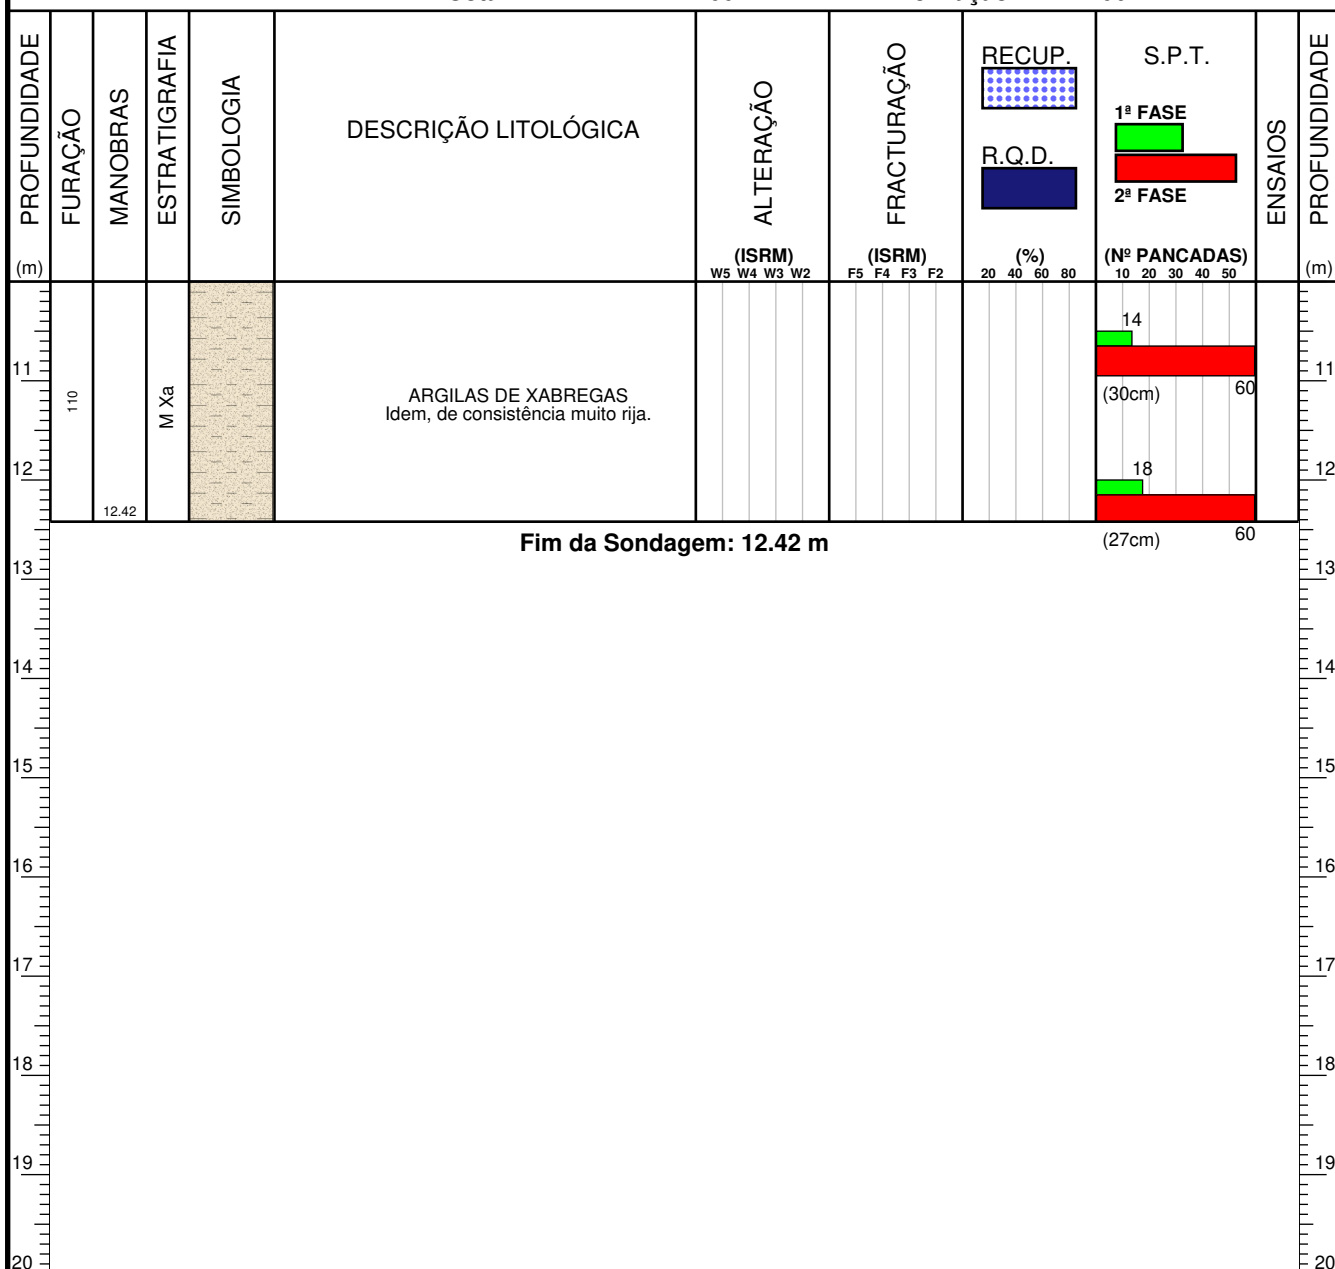 PROFUNDIDADE
(m)
FURAÇÃO
MANOBRAS
ESTRATIGRAFIA
SIMBOLOGIA
DESCRIÇÃO LITOLÓGICA
ALTERAÇÃO
(ISRM)
W5 W4 W3 W2
FRACTURAÇÃO
(ISRM)
F5 F4 F3 F2
RECUP.
R.Q.D.
(%)
20 40 60 80
S.P.T.
1ª FASE
2ª FASE
(Nº PANCADAS)
10 20 30 40 50
ENSAIOS
PROFUNDIDADE
(m)
14
11
110
M Xa
ARGILAS DE XABREGAS
Idem, de consistência muito rija.
(30cm)
60
11
12
18
12
12.42
Fim da Sondagem: 12.42 m
(27cm)
60
13
13
14
14
15
15
16
16
17
17
18
18
19
19
20
20